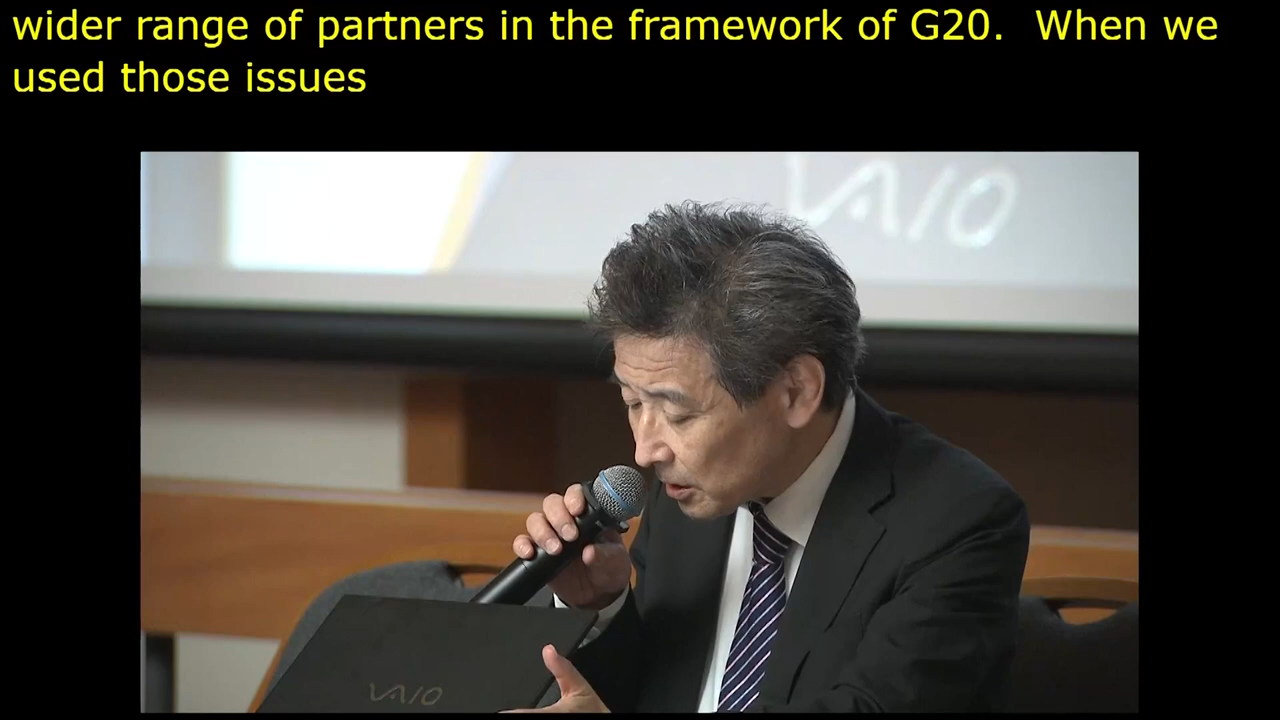 wider range of partners in the framework of G20.  When we
used those issues
VAIO
VAIO